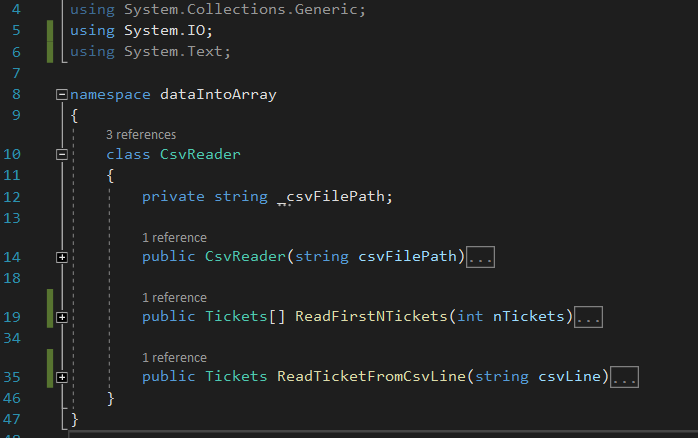 4 using System.Collections.Generic;
5 using System.IO;
6 using System.Text;
7
8 namespace dataIntoArray
9 {
3 references
10 class CsvReader
11 {
12 private string _csvFilePath;
13
1 reference
14 public CsvReader(string csvFilePath)...
18
1 reference
19 public Tickets[] ReadFirstNTickets(int nTickets)...
34
1 reference
35 public Tickets ReadTicketFromCsvLine(string csvLine)...
46 }
47 }